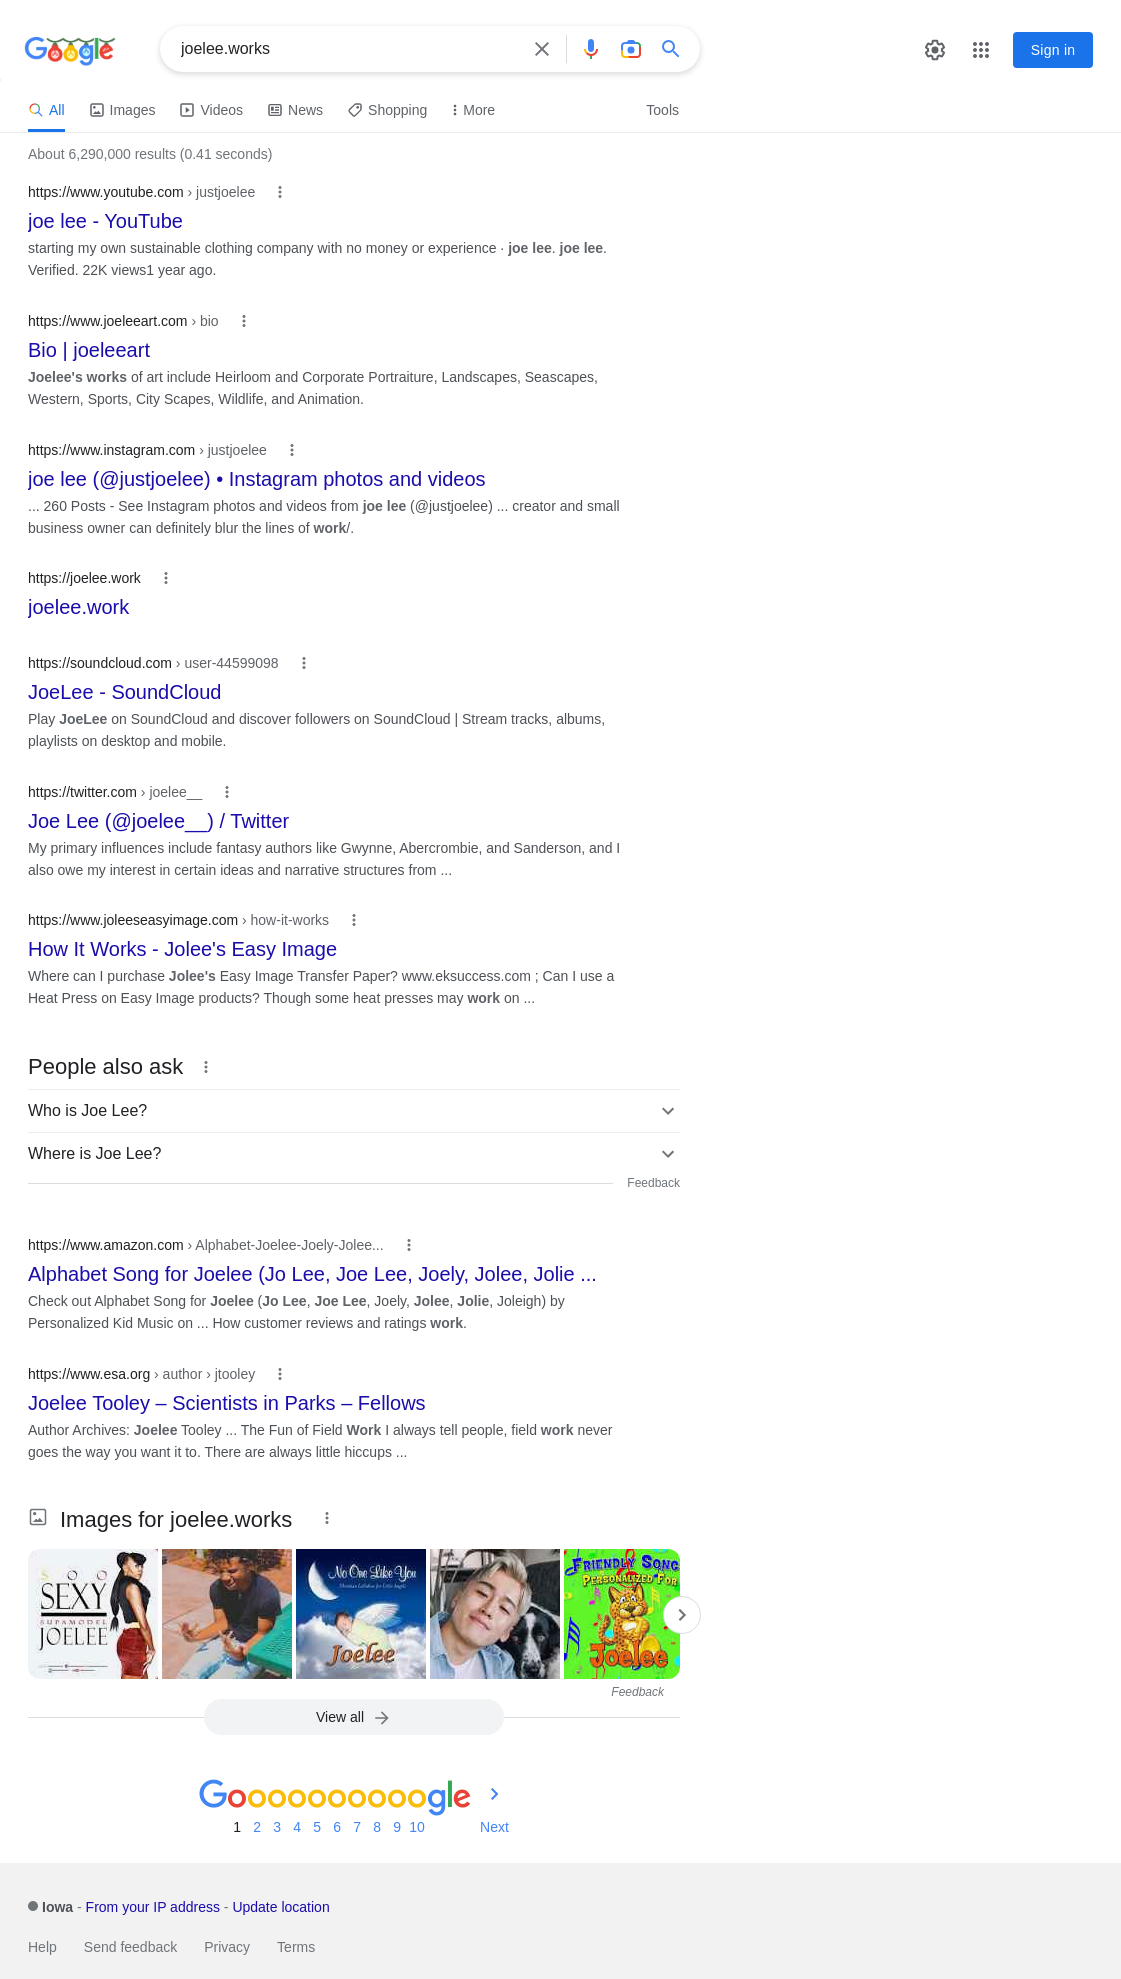 Google
joelee.works
Sign in
All
Images
Videos
News
Shopping
More
Tools
About 6,290,000 results (0.41 seconds)
https://www.youtube.com › justjoelee
joe lee - YouTube
starting my own sustainable clothing company with no money or experience · joe lee. joe lee.
Verified. 22K views1 year ago.
https://www.joeleeart.com › bio
Bio | joeleeart
Joelee's works of art include Heirloom and Corporate Portraiture, Landscapes, Seascapes,
Western, Sports, City Scapes, Wildlife, and Animation.
https://www.instagram.com › justjoelee
joe lee (@justjoelee) • Instagram photos and videos
... 260 Posts - See Instagram photos and videos from joe lee (@justjoelee) ... creator and small
business owner can definitely blur the lines of work/.
https://joelee.work
joelee.work
https://soundcloud.com › user-44599098
JoeLee - SoundCloud
Play JoeLee on SoundCloud and discover followers on SoundCloud | Stream tracks, albums,
playlists on desktop and mobile.
https://twitter.com › joelee__
Joe Lee (@joelee__) / Twitter
My primary influences include fantasy authors like Gwynne, Abercrombie, and Sanderson, and I
also owe my interest in certain ideas and narrative structures from ...
https://www.joleeseasyimage.com › how-it-works
How It Works - Jolee's Easy Image
Where can I purchase Jolee's Easy Image Transfer Paper? www.eksuccess.com ; Can I use a
Heat Press on Easy Image products? Though some heat presses may work on ...
People also ask
Who is Joe Lee?
Where is Joe Lee?
Feedback
https://www.amazon.com › Alphabet-Joelee-Joely-Jolee...
Alphabet Song for Joelee (Jo Lee, Joe Lee, Joely, Jolee, Jolie ...
Check out Alphabet Song for Joelee (Jo Lee, Joe Lee, Joely, Jolee, Jolie, Joleigh) by
Personalized Kid Music on ... How customer reviews and ratings work.
https://www.esa.org › author › jtooley
Joelee Tooley – Scientists in Parks – Fellows
Author Archives: Joelee Tooley ... The Fun of Field Work I always tell people, field work never
goes the way you want it to. There are always little hiccups ...
Images for joelee.works
SOO
SEXY
SUPAMODEL
JOELEE
No One Like You
Christian Lullabies for Little Angels
Joelee
FRIENDLY SONG
PERSONALIZED FOR
Joelee
Feedback
View all
Goooooooooogle
1 2 3 4 5 6 7 8 9 10 Next
Iowa - From your IP address - Update location
Help Send feedback Privacy Terms